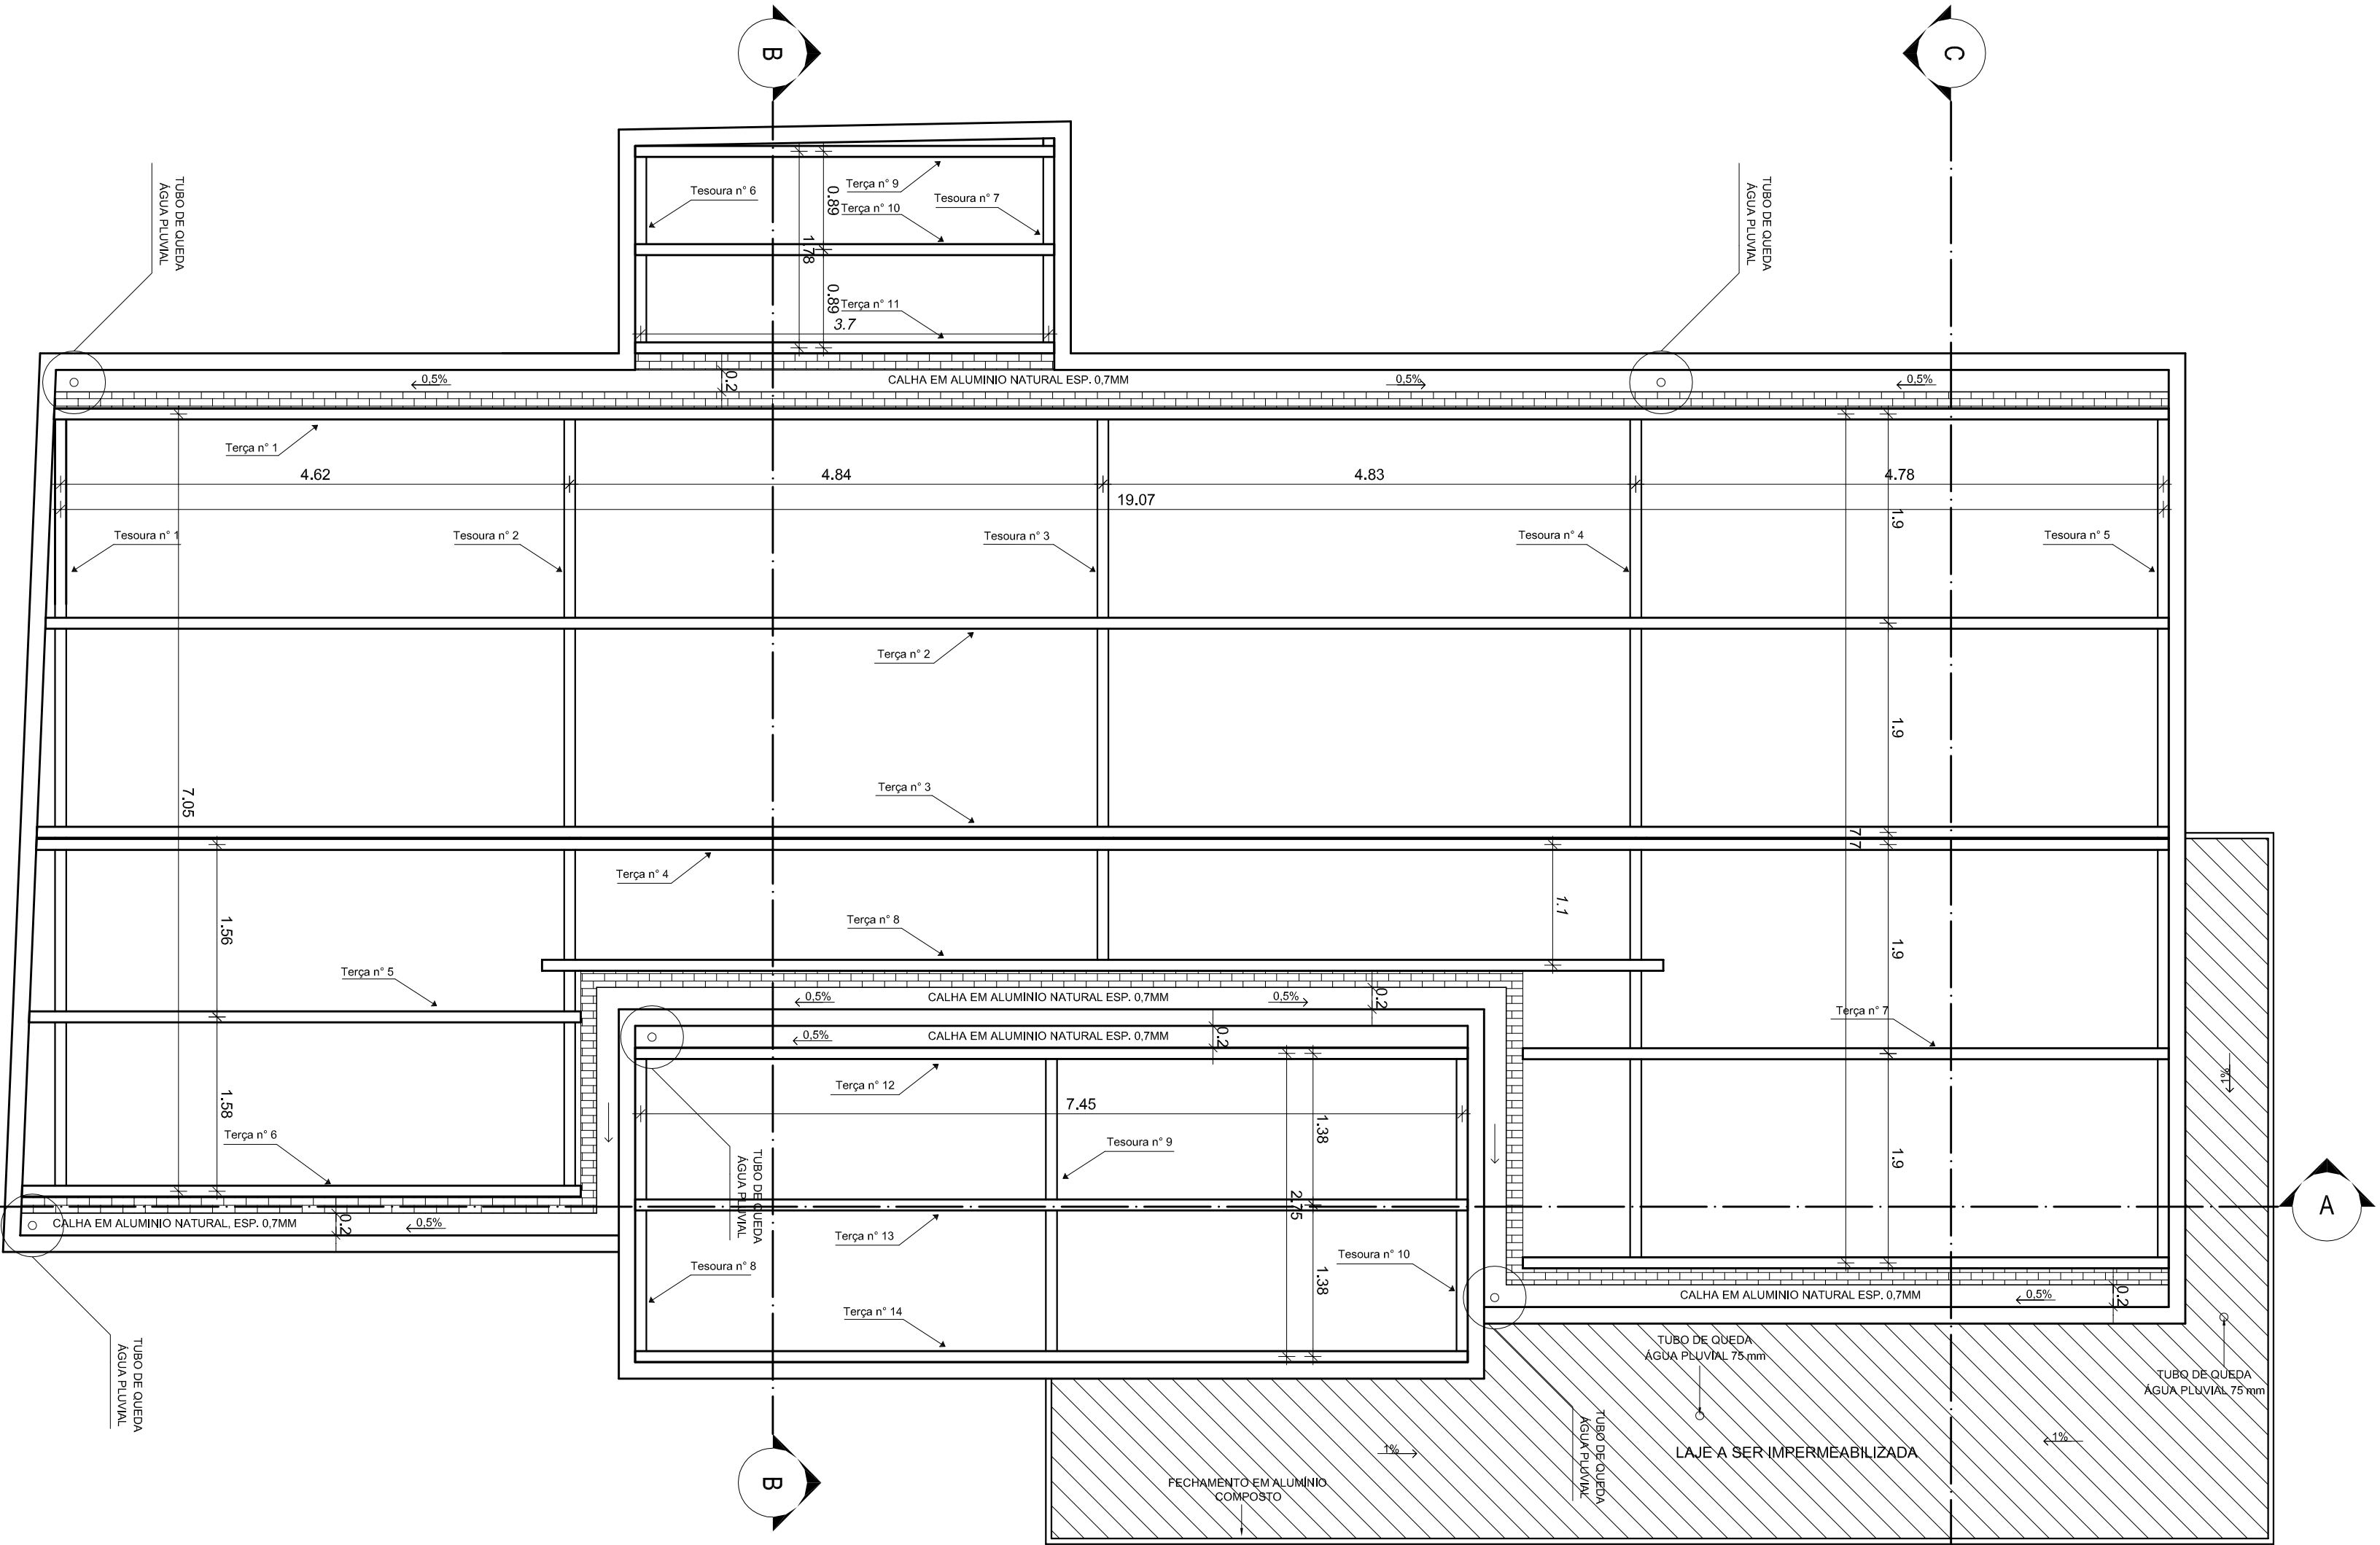 B
C
TUBO DE QUEDA
ÁGUA PLUVIAL
TUBO DE QUEDA
ÁGUA PLUVIAL
Tesoura n° 6
Terça n° 9
Tesoura n° 7
0.89
Terça n° 10
1.78
0.89
Terça n° 11
3.7
0,5%
0.2
CALHA EM ALUMINIO NATURAL ESP. 0,7MM
0,5%
0,5%
Terça n° 1
4.62
4.84
4.83
4.78
19.07
1.9
Tesoura n° 1
Tesoura n° 2
Tesoura n° 3
Tesoura n° 4
Tesoura n° 5
Terça n° 2
1.9
Terça n° 3
7.05
7.7
Terça n° 4
1.1
1.56
Terça n° 8
1.9
Terça n° 5
0,5%
CALHA EM ALUMINIO NATURAL ESP. 0,7MM
0,5%
0.2
Terça n° 7
0,5%
CALHA EM ALUMINIO NATURAL ESP. 0,7MM
0.2
1%
Terça n° 12
7.45
1.58
1.38
Terça n° 6
Tesoura n° 9
1.9
TUBO DE QUEDA
ÁGUA PLUVIAL
2.75
A
CALHA EM ALUMINIO NATURAL, ESP. 0,7MM
0.2
0,5%
Terça n° 13
Tesoura n° 10
Tesoura n° 8
1.38
CALHA EM ALUMINIO NATURAL ESP. 0,7MM
0,5%
0.2
Terça n° 14
TUBO DE QUEDA
ÁGUA PLUVIAL
TUBO DE QUEDA
ÁGUA PLUVIAL 75 mm
TUBO DE QUEDA
ÁGUA PLUVIAL 75 mm
TUBO DE QUEDA
ÁGUA PLUVIAL
1%
LAJE A SER IMPERMEABILIZADA
1%
FECHAMENTO EM ALUMÍNIO
COMPOSTO
B